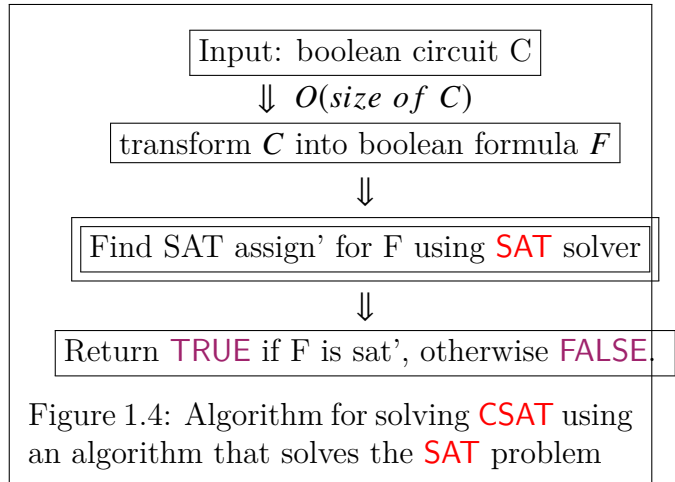 Input: boolean circuit C
⇓ O(size of C)
transform C into boolean formula F
⇓
Find SAT assign’ for F using SAT solver
⇓
Return TRUE if F is sat’, otherwise FALSE.
Figure 1.4: Algorithm for solving CSAT using
an algorithm that solves the SAT problem